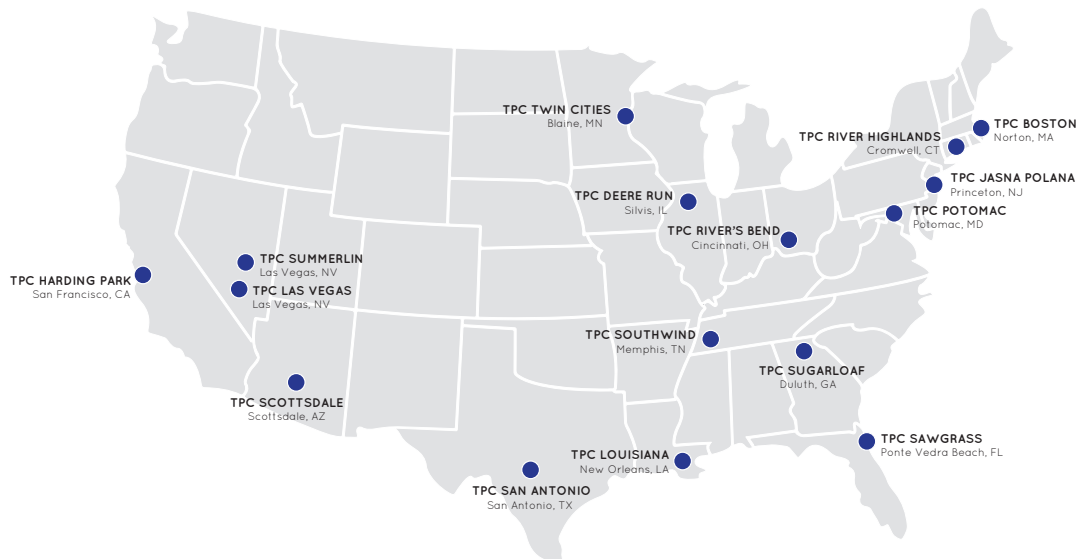 TPC TWIN CITIES
Blaine, MN
TPC BOSTON
Norton, MA
TPC RIVER HIGHLANDS
Cromwell, CT
TPC JASNA POLANA
Princeton, NJ
TPC DEERE RUN
Silvis, IL
TPC POTOMAC
Potomac, MD
TPC RIVER'S BEND
Cincinnati, OH
TPC SUMMERLIN
Las Vegas, NV
TPC HARDING PARK
San Francisco, CA
TPC LAS VEGAS
Las Vegas, NV
TPC SOUTHWIND
Memphis, TN
TPC SUGARLOAF
Duluth, GA
TPC SCOTTSDALE
Scottsdale, AZ
TPC SAWGRASS
Ponte Vedra Beach, FL
TPC LOUISIANA
New Orleans, LA
TPC SAN ANTONIO
San Antonio, TX